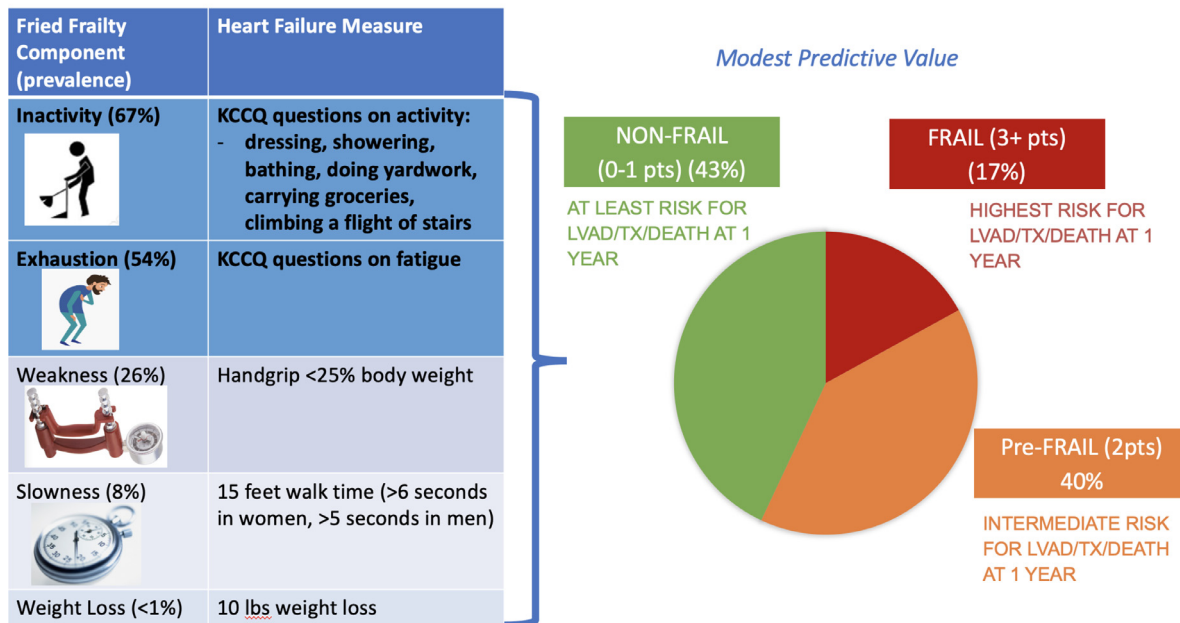 Fried Frailty
Component
(prevalence)
Heart Failure Measure
Inactivity (67%)
KCCQ questions on activity:
- dressing, showering,
bathing, doing yardwork,
carrying groceries,
climbing a flight of stairs
Exhaustion (54%)
KCCQ questions on fatigue
Weakness (26%)
Handgrip <25% body weight
Slowness (8%)
15 feet walk time (>6 seconds
in women, >5 seconds in men)
Weight Loss (<1%)
10 lbs weight loss
Modest Predictive Value
NON-FRAIL
(0-1 pts) (43%)
AT LEAST RISK FOR
LVAD/TX/DEATH AT 1
YEAR
FRAIL (3+ pts)
(17%)
HIGHEST RISK FOR
LVAD/TX/DEATH AT 1
YEAR
Pre-FRAIL (2pts)
40%
INTERMEDIATE RISK
FOR LVAD/TX/DEATH
AT 1 YEAR